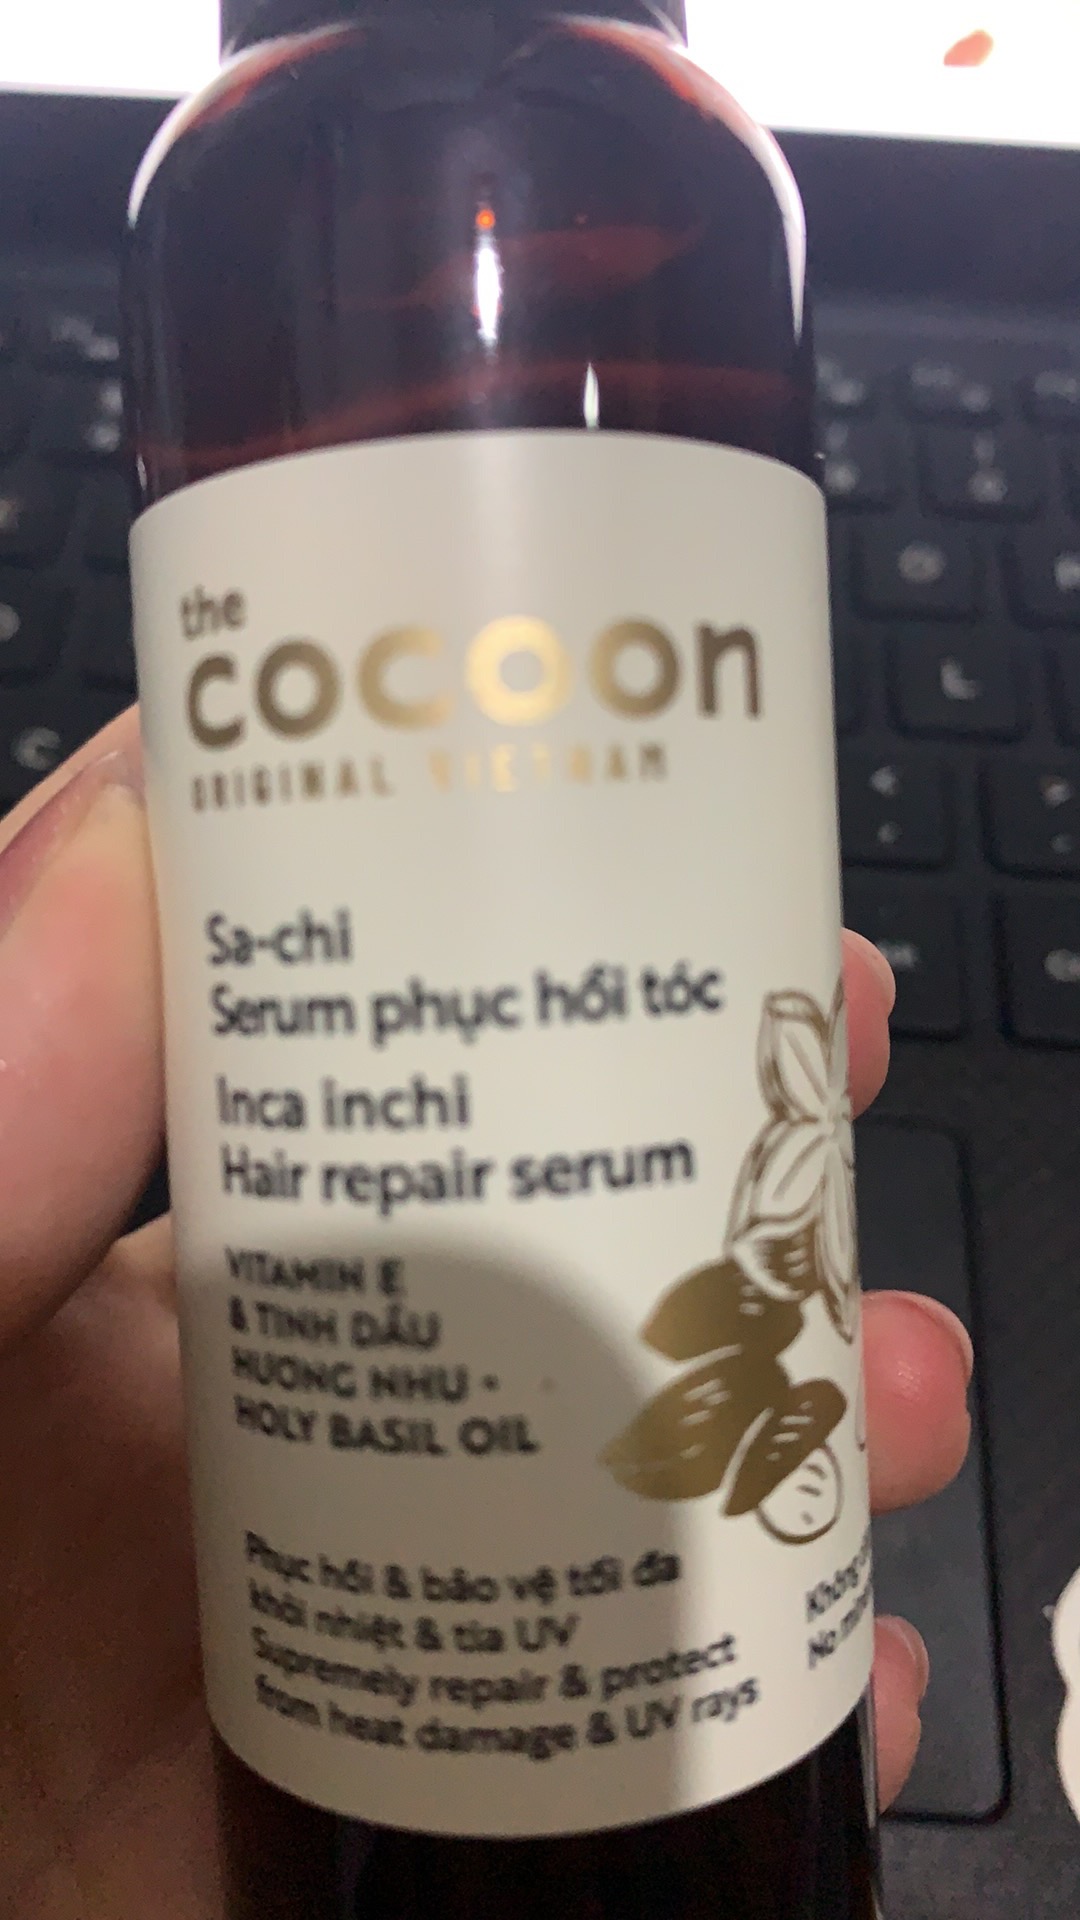 the
cocoon
ORIGINAL VIETNAM
Sa-chi
Serum phục hồi tóc
Inca inchi
Hair repair serum
VITAMIN E
& TINH DẦU
HƯƠNG NHU -
HOLY BASIL OIL
Phục hồi & bảo vệ tối đa
khỏi nhiệt & tia UV
Supremely repair & protect
from heat damage & UV rays
Không
No
L
C